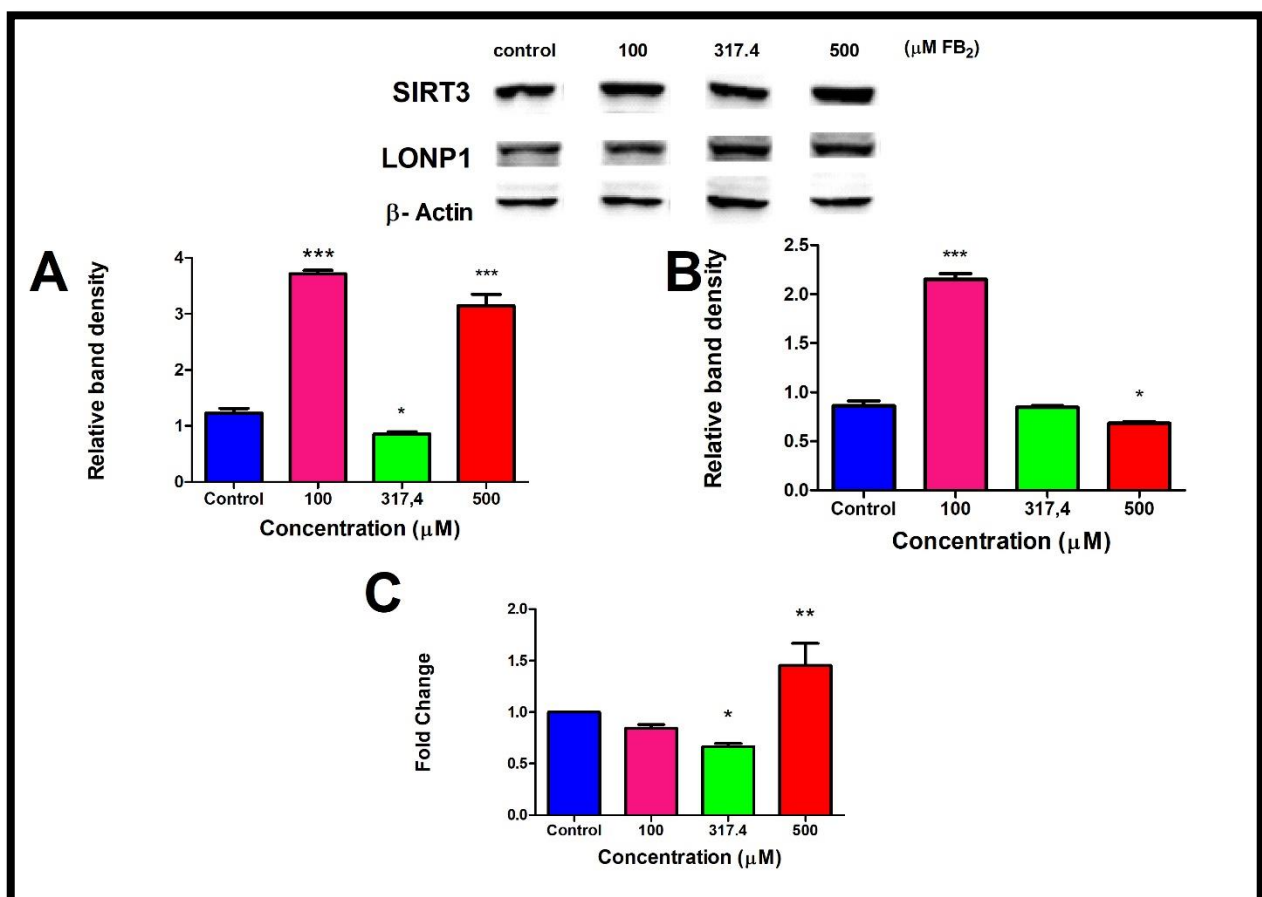 control 100 317.4 500 (μM FB₂)
SIRT3
LONP1
β- Actin
A
Relative band density
4
3
2
1
0
***
*
***
Control 100 317,4 500
Concentration (μM)
B
Relative band density
2.5
2.0
1.5
1.0
0.5
0.0
***
*
Control 100 317,4 500
Concentration (μM)
C
Fold Change
2.0
1.5
1.0
0.5
0.0
*
**
Control 100 317.4 500
Concentration (μM)